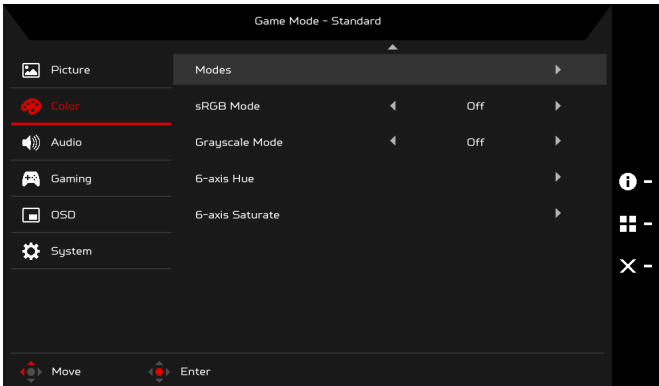 Game Mode - Standard
Picture
Modes
Color
sRGB Mode Off
Audio
Grayscale Mode Off
Gaming
6-axis Hue
OSD
6-axis Saturate
System
Move Enter